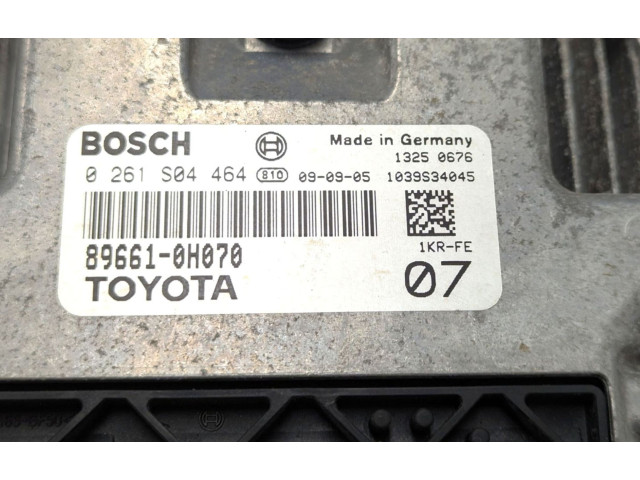 BOSCH
Made in Germany
1325 0676
0 261 S04 464 810 09-09-05 1039S34045
89661-0H070
1KR-FE
TOYOTA
07